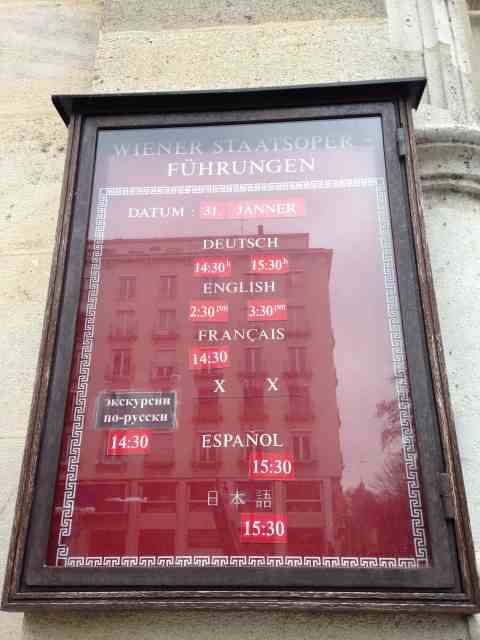 WIENER STAATSOPER -
FÜHRUNGEN
DATUM : 31. JÄNNER
DEUTSCH
14:30h 15:30h
ENGLISH
2:30pm 3:30pm
FRANÇAIS
14:30
X X
экскурсии
по-русски
14:30
ESPAÑOL
15:30
日本語
15:30